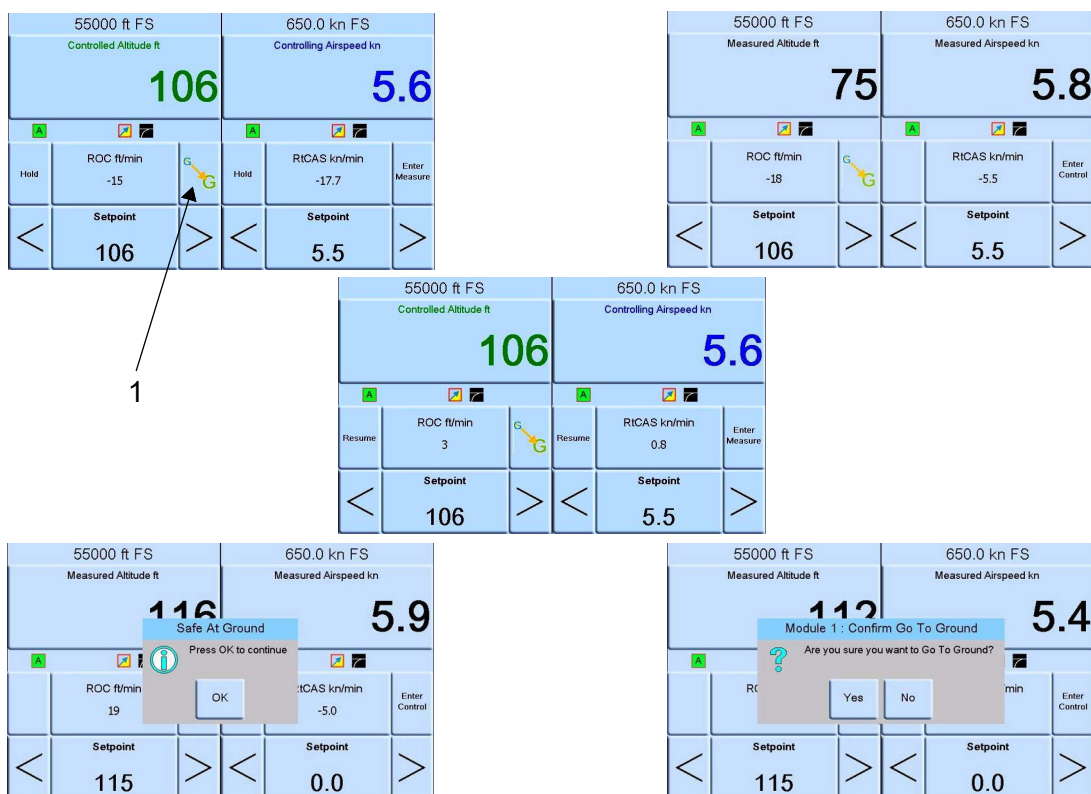 55000 ft FS 650.0 kn FS
Controlled Altitude ft Controlling Airspeed kn
106 5.6
A A
Hold ROC ft/min -15 G G Hold RtCAS kn/min -17.7 Enter Measure
Setpoint Setpoint
< 106 > < 5.5 >
55000 ft FS 650.0 kn FS
Measured Altitude ft Measured Airspeed kn
75 5.8
A A
ROC ft/min -18 G G RtCAS kn/min -5.5 Enter Control
Setpoint Setpoint
< 106 > < 5.5 >
1
55000 ft FS 650.0 kn FS
Controlled Altitude ft Controlling Airspeed kn
106 5.6
A A
Resume ROC ft/min 3 G G Resume RtCAS kn/min 0.8 Enter Measure
Setpoint Setpoint
< 106 > < 5.5 >
55000 ft FS 650.0 kn FS
Measured Altitude ft Measured Airspeed kn
116 5.9
Safe At Ground
Press OK to continue
A
OK
ROC ft/min 19 tCAS kn/min -5.0 Enter Control
Setpoint Setpoint
< 115 > < 0.0 >
55000 ft FS 650.0 kn FS
Measured Altitude ft Measured Airspeed kn
112 5.4
Module 1 : Confirm Go To Ground
? Are you sure you want to Go To Ground?
A
Yes No
min Enter Control
Setpoint Setpoint
< 115 > < 0.0 >